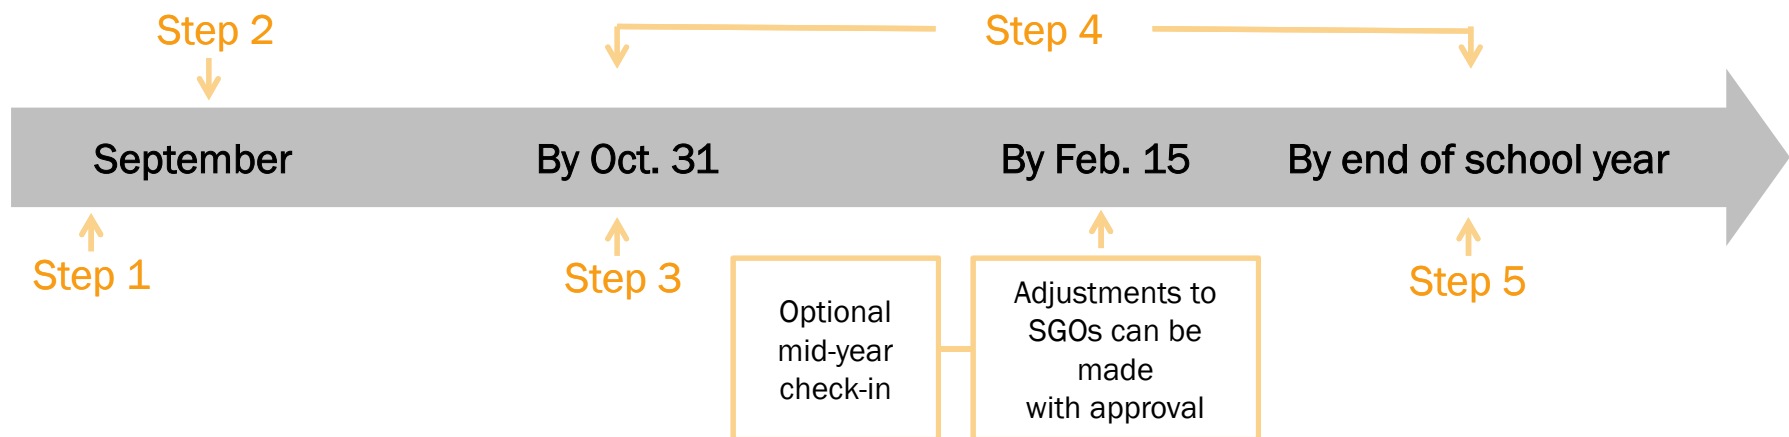 Step 2
Step 4
September
By Oct. 31
By Feb. 15
By end of school year
Step 1
Step 3
Step 5
Optional
mid-year
check-in
Adjustments to
SGOs can be
made
with approval